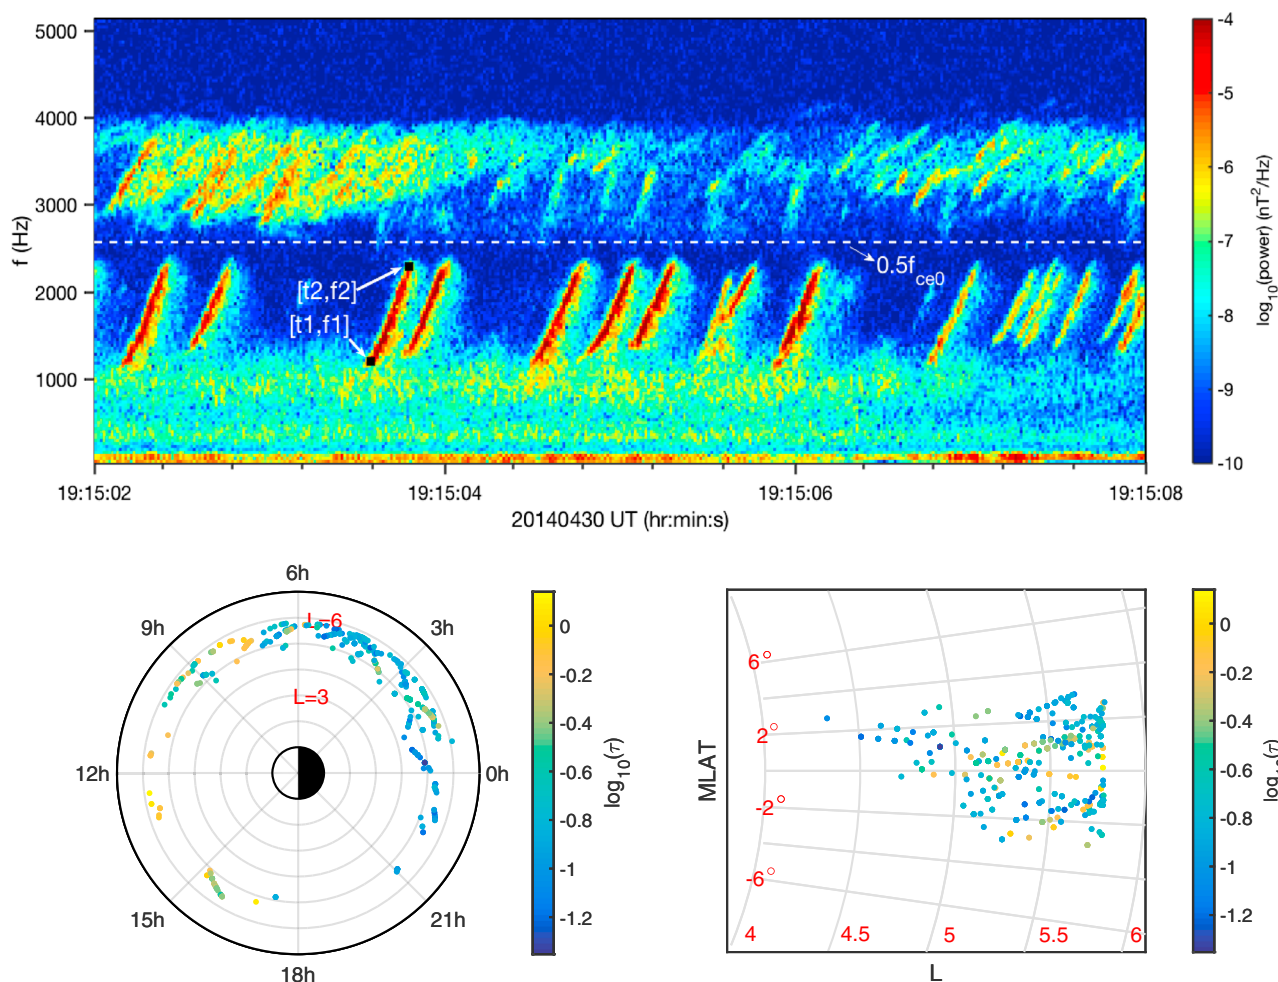 5000
4000
3000
2000
1000
f (Hz)
[t2,f2]
[t1,f1]
0.5f_ce0
19:15:02
19:15:04
19:15:06
19:15:08
20140430 UT (hr:min:s)
-4
-5
-6
-7
-8
-9
-10
log10(power) (nT²/Hz)
6h
9h
3h
L=6
L=3
12h
0h
15h
21h
18h
0
-0.2
-0.4
-0.6
-0.8
-1
-1.2
log10(τ)
6°
2°
-2°
-6°
MLAT
4
4.5
5
5.5
6
L
0
-0.2
-0.4
-0.6
-0.8
-1
-1.2
log10(τ)